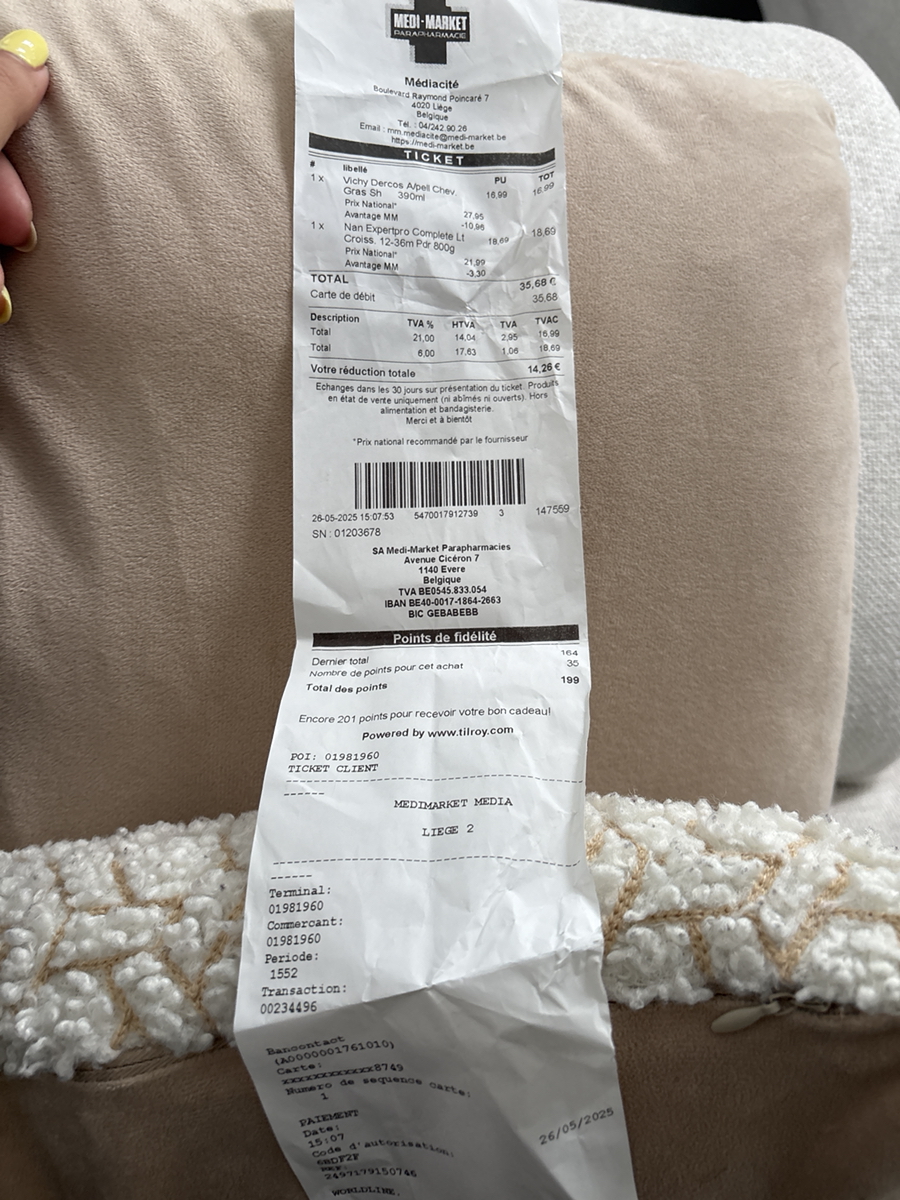 MEDI-MARKET
PARAPHARMACIE
Médiacité
Boulevard Raymond Poincaré 7
4020 Liège
Belgique
Tél. : 04/242.90.26
Email : mm.mediacite@medi-market.be
https://medi-market.be
TICKET
# libellé PU TOT
1 x Vichy Dercos A/pell Chev. 16,99 16,99
Gras Sh 390ml
Prix National* 27,95
Avantage MM -10,96
1 x Nan Expertpro Complete Lt 18,69 18,69
Croiss. 12-36m Pdr 800g
Prix National* 21,99
Avantage MM -3,30
TOTAL 35,68 €
Carte de débit 35,68
Description TVA % HTVA TVA TVAC
Total 21,00 14,04 2,95 16,99
Total 6,00 17,63 1,06 18,69
Votre réduction totale 14,26 €
Echanges dans les 30 jours sur présentation du ticket. Produits
en état de vente uniquement (ni abîmés ni ouverts). Hors
alimentation et bandagisterie.
Merci et à bientôt
*Prix national recommandé par le fournisseur
26-05-2025 15:07:53 5470017912739 3 147559
SN : 01203678
SA Medi-Market Parapharmacies
Avenue Cicéron 7
1140 Evere
Belgique
TVA BE0545.833.054
IBAN BE40-0017-1864-2663
BIC GEBABEBB
Points de fidélité
Dernier total 164
Nombre de points pour cet achat 35
Total des points 199
Encore 201 points pour recevoir votre bon cadeau!
Powered by www.tilroy.com
POI: 01981960
TICKET CLIENT
MEDIMARKET MEDIA
LIEGE 2
Terminal:
01981960
Commercant:
01981960
Periode:
1552
Transaction:
00234496
Bancontact
(A0000001761010)
Carte:
xxxxxxxxxxxxx8749
Numero de sequence carte:
1
PAIEMENT
Date: 26/05/2025
15:07
Code d'autorisation:
6BDF2F
REF:
2497179150746
WORLDLINE.